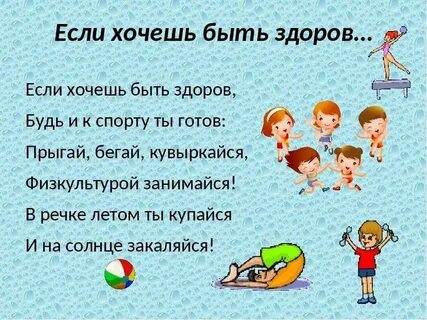 Если хочешь быть здоров...
Если хочешь быть здоров,
Будь и к спорту ты готов:
Прыгай, бегай, кувыркайся,
Физкультурой занимайся!
В речке летом ты купайся
И на солнце закаляйся!